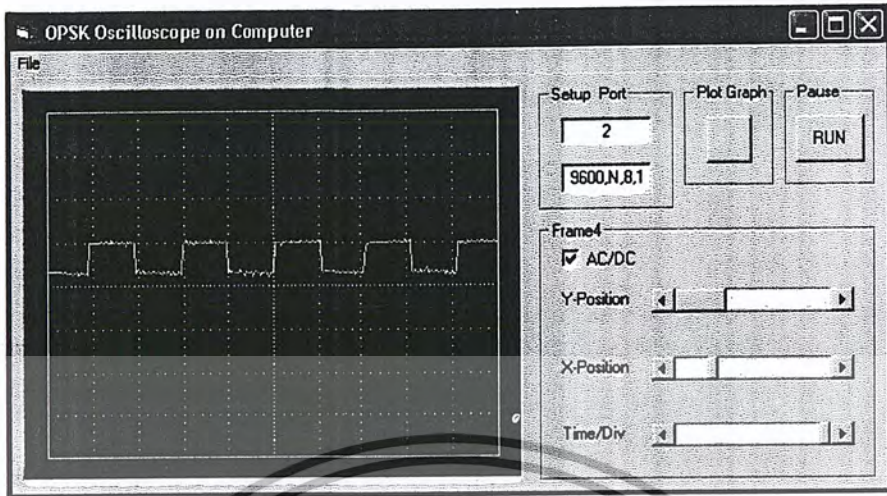 OPSK Oscilloscope on Computer
File
Setup Port
2
9600,N,8,1
Plot Graph
Pause
RUN
Frame4
AC/DC
Y-Position
X-Position
Time/Div